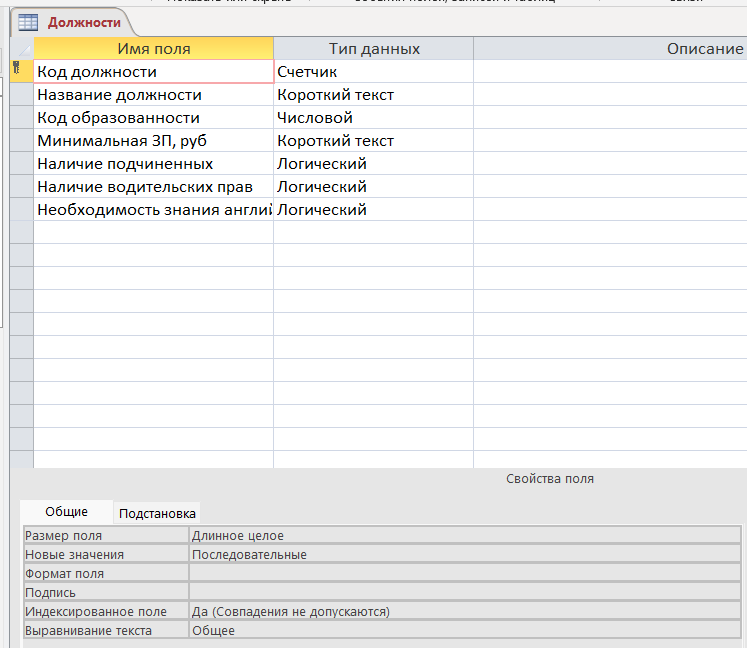 Должности
Имя поля Тип данных Описание
Код должности Счетчик
Название должности Короткий текст
Код образованности Числовой
Минимальная ЗП, руб Короткий текст
Наличие подчиненных Логический
Наличие водительских прав Логический
Необходимость знания англий Логический
Свойства поля
Общие Подстановка
Размер поля Длинное целое
Новые значения Последовательные
Формат поля
Подпись
Индексированное поле Да (Совпадения не допускаются)
Выравнивание текста Общее